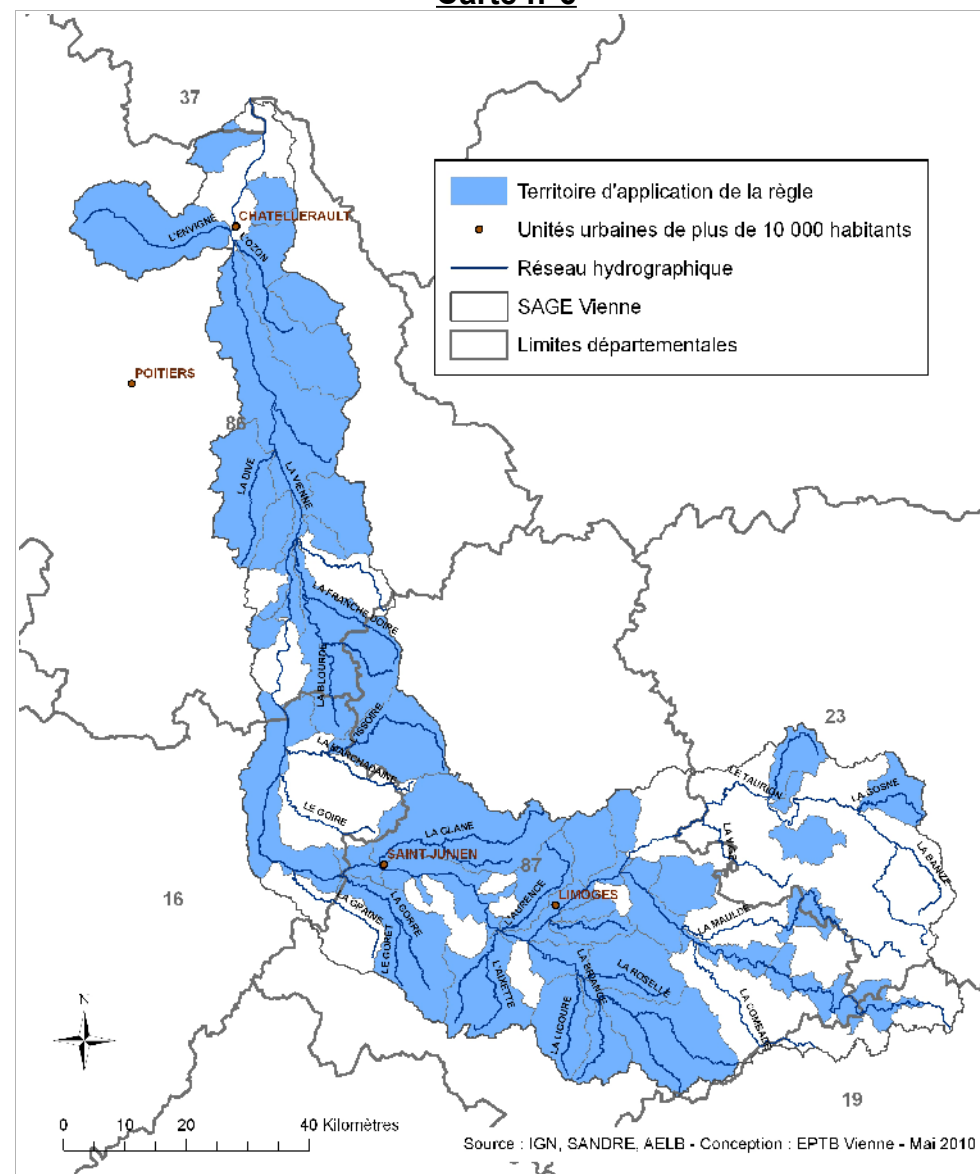 37
Territoire d'application de la règle
Unités urbaines de plus de 10 000 habitants
Réseau hydrographique
SAGE Vienne
Limites départementales
CHATELLERAULT
L'ENVIGNE
L'OZON
POITIERS
86
LA DIVE
LA VIENNE
LA FRANCHE DOIRE
LA BLOURDE
L'ISSOIRE
LA MARCHADAINE
LE GOIRE
23
LE TAURION
LA GOSNE
LA BANIZE
LA VIGE
LA GLANE
SAINT-JUNIEN
87
LIMOGES
L'AURENCE
16
LA GRAINE
LA GORRE
LE GORET
LA MAULDE
L'AIXETTE
LA BRIANCE
LA ROSELLE
LA LIGOURE
LA COMBADE
N
19
0 10 20 40 Kilomètres
Source : IGN, SANDRE, AELB - Conception : EPTB Vienne - Mai 2010